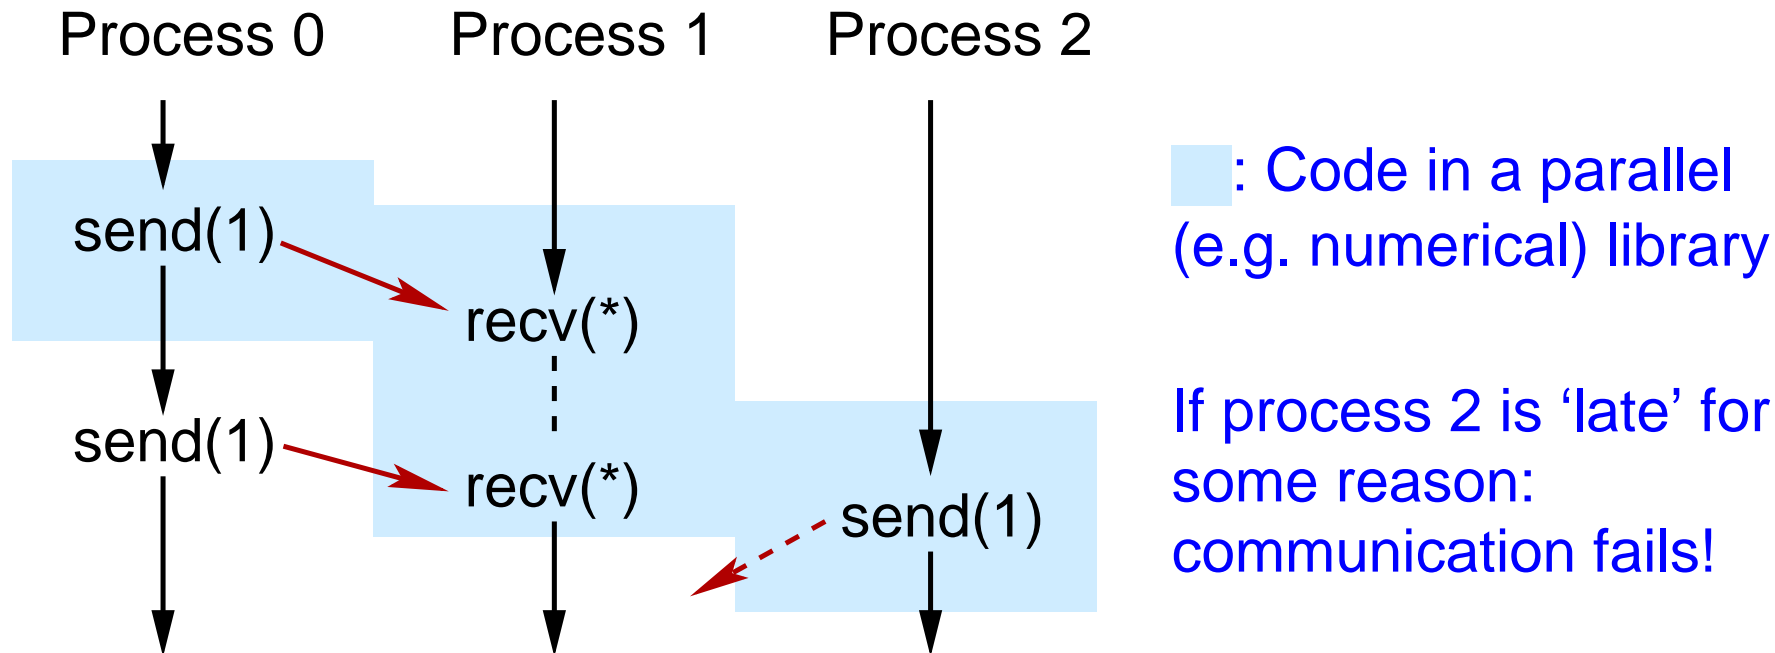 Process 0 Process 1 Process 2
: Code in a parallel
(e.g. numerical) library
send(1)
recv(*)
send(1)
recv(*)
send(1)
If process 2 is ‘late’ for
some reason:
communication fails!